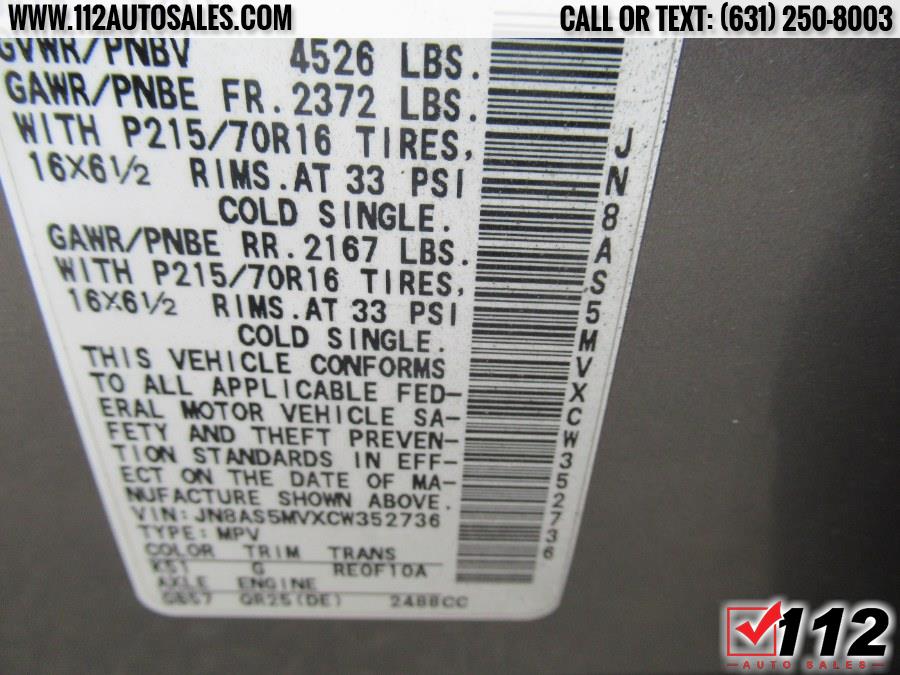 WWW.112AUTOSALES.COM
CALL OR TEXT: (631) 250-8003
GVWR/PNBV 4526 LBS.
GAWR/PNBE FR. 2372 LBS.
WITH P215/70R16 TIRES,
16X6½ RIMS.AT 33 PSI
COLD SINGLE.
GAWR/PNBE RR. 2167 LBS.
WITH P215/70R16 TIRES,
16X6½ RIMS.AT 33 PSI
COLD SINGLE.
THIS VEHICLE CONFORMS
TO ALL APPLICABLE FED-
ERAL MOTOR VEHICLE SA-
FETY AND THEFT PREVEN-
TION STANDARDS IN EFF-
ECT ON THE DATE OF MA-
NUFACTURE SHOWN ABOVE.
VIN: JN8AS5MVXCW352736
TYPE: MPV
COLOR TRIM TRANS
K51 G RE0F10A
AXLE ENGINE
GB57 QR25(DE) 2488CC
JN8AS5MVXCW352736
112
AUTO SALES